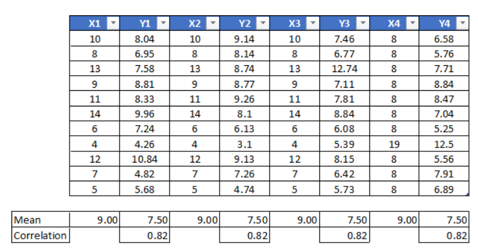 X1 Y1 X2 Y2 X3 Y3 X4 Y4
10 8.04 10 9.14 10 7.46 8 6.58
8 6.95 8 8.14 8 6.77 8 5.76
13 7.58 13 8.74 13 12.74 8 7.71
9 8.81 9 8.77 9 7.11 8 8.84
11 8.33 11 9.26 11 7.81 8 8.47
14 9.96 14 8.1 14 8.84 8 7.04
6 7.24 6 6.13 6 6.08 8 5.25
4 4.26 4 3.1 4 5.39 19 12.5
12 10.84 12 9.13 12 8.15 8 5.56
7 4.82 7 7.26 7 6.42 8 7.91
5 5.68 5 4.74 5 5.73 8 6.89
Mean 9.00 7.50 9.00 7.50 9.00 7.50 9.00 7.50
Correlation 0.82 0.82 0.82 0.82